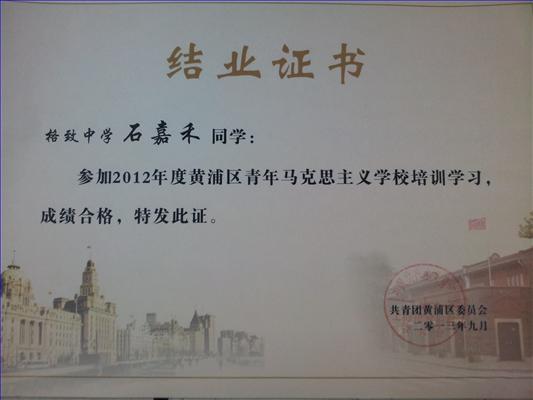 结业证书
格致中学 石嘉禾 同学：
参加2012年度黄浦区青年马克思主义学校培训学习，
成绩合格，特发此证。
共青团黄浦区委员会
二零一三年九月